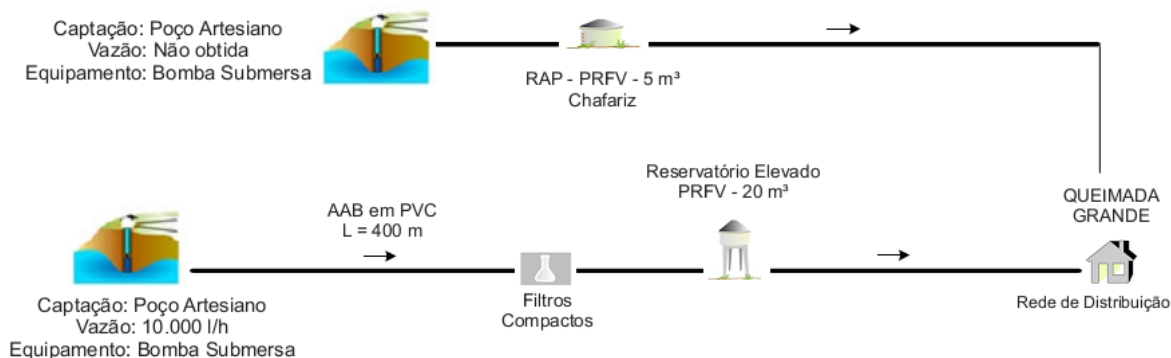 Captação: Poço Artesiano
Vazão: Não obtida
Equipamento: Bomba Submersa
RAP - PRFV - 5 m³
Chafariz
Reservatório Elevado
PRFV - 20 m³
QUEIMADA
GRANDE
AAB em PVC
L = 400 m
Filtros
Compactos
Rede de Distribuição
Captação: Poço Artesiano
Vazão: 10.000 l/h
Equipamento: Bomba Submersa